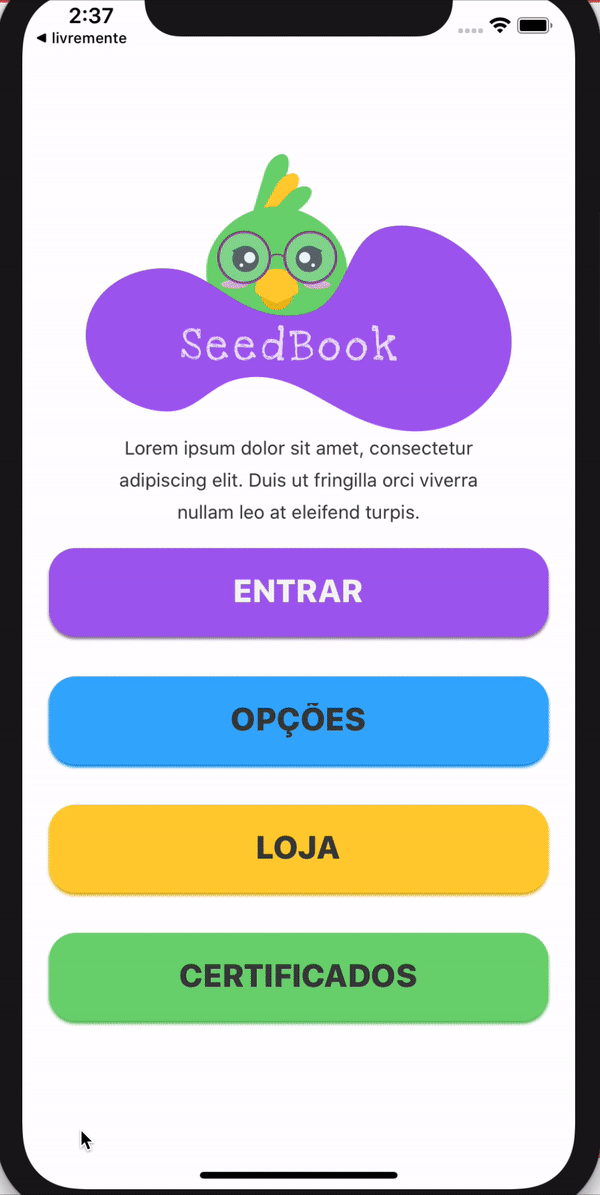 2:37
◀ livremente
SeedBook
Lorem ipsum dolor sit amet, consectetur
adipiscing elit. Duis ut fringilla orci viverra
nullam leo at eleifend turpis.
ENTRAR
OPÇÕES
LOJA
CERTIFICADOS